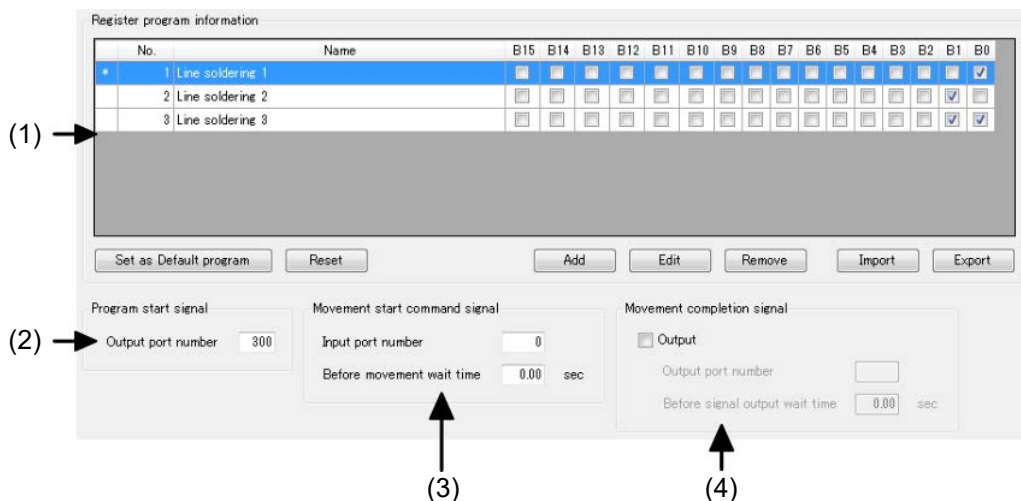 Register program information
No. Name B15 B14 B13 B12 B11 B10 B9 B8 B7 B6 B5 B4 B3 B2 B1 B0
* 1 Line soldering 1
2 Line soldering 2
3 Line soldering 3
(1)
Set as Default program Reset Add Edit Remove Import Export
Program start signal Movement start command signal Movement completion signal
(2) Output port number 300 Input port number 0 Output
Before movement wait time 0.00 sec Output port number
Before signal output wait time 0.00 sec
(3) (4)